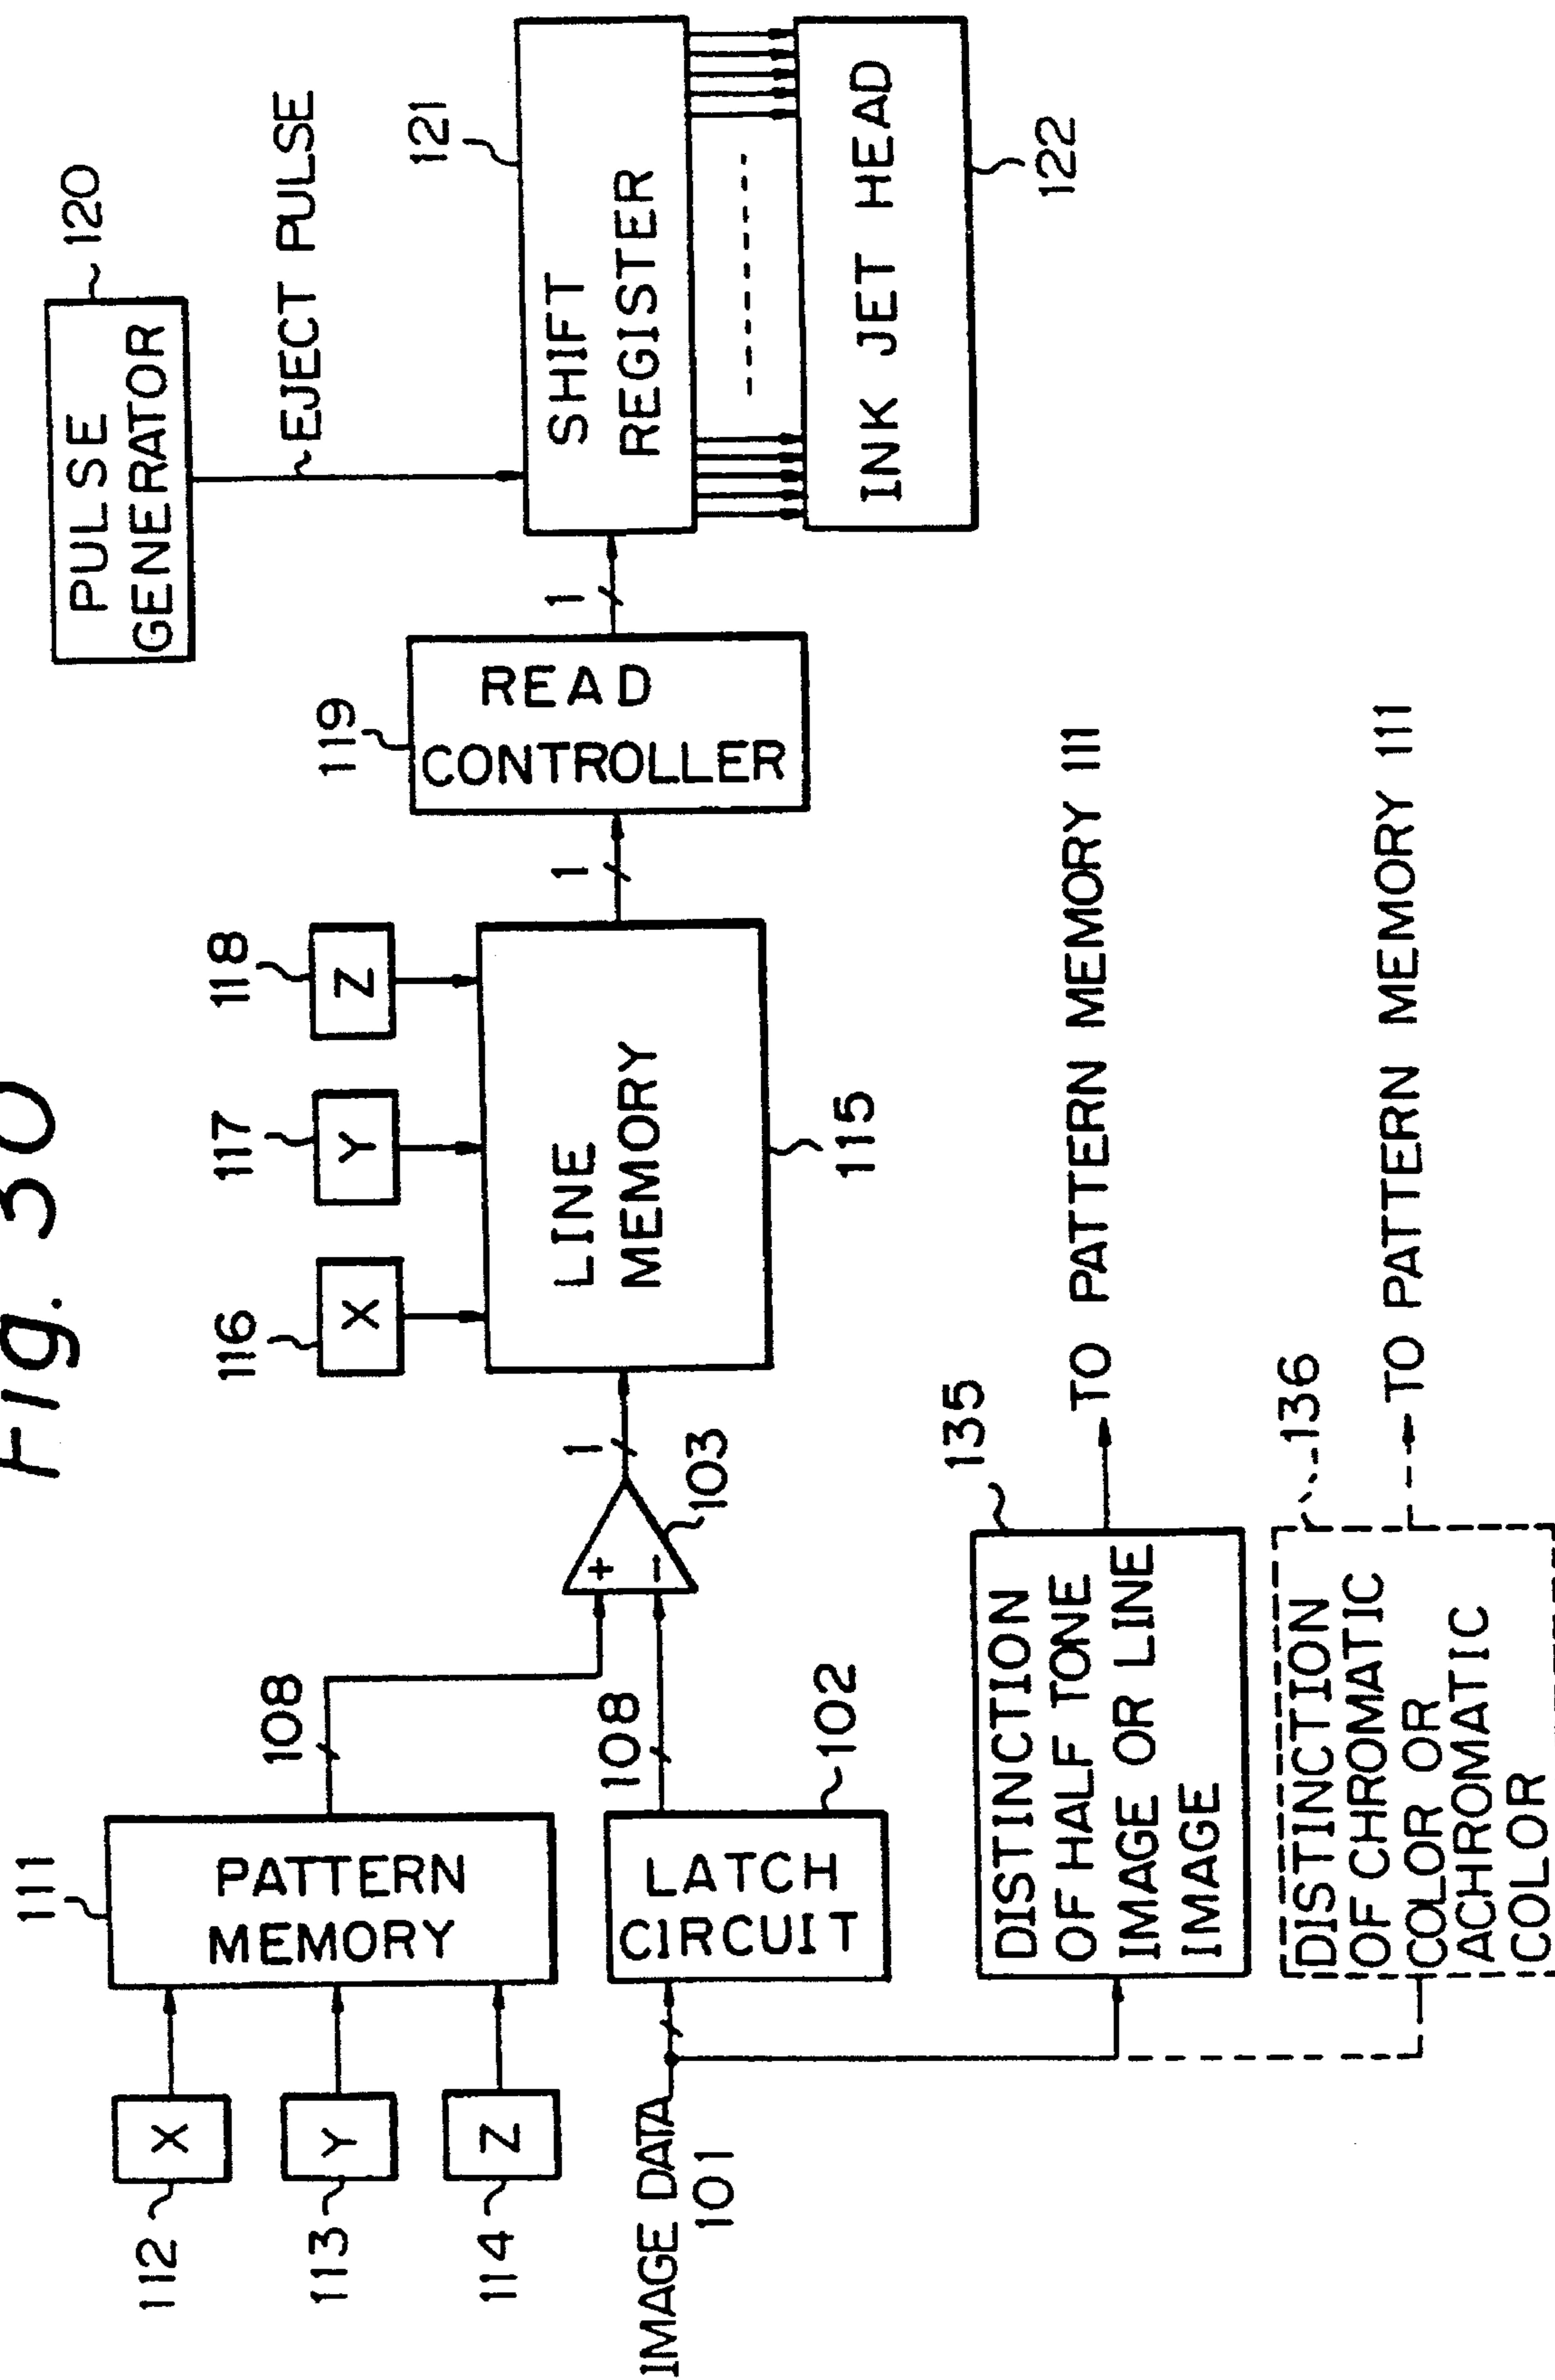 Fig. 30
111
PATTERN
MEMORY
112
X
113
Y
114
Z
108
IMAGE DATA
101
LATCH
CIRCUIT
102
108
+
−
103
1
116
X
117
Y
118
Z
LINE
MEMORY
115
1
119
READ
CONTROLLER
1
PULSE
GENERATOR
120
EJECT PULSE
121
SHIFT
REGISTER
INK JET HEAD
122
DISTINCTION
OF HALF TONE
IMAGE OR LINE
IMAGE
135
TO PATTERN MEMORY 111
DISTINCTION
OF CHROMATIC
COLOR OR
ACHROMATIC
COLOR
136
TO PATTERN MEMORY 111